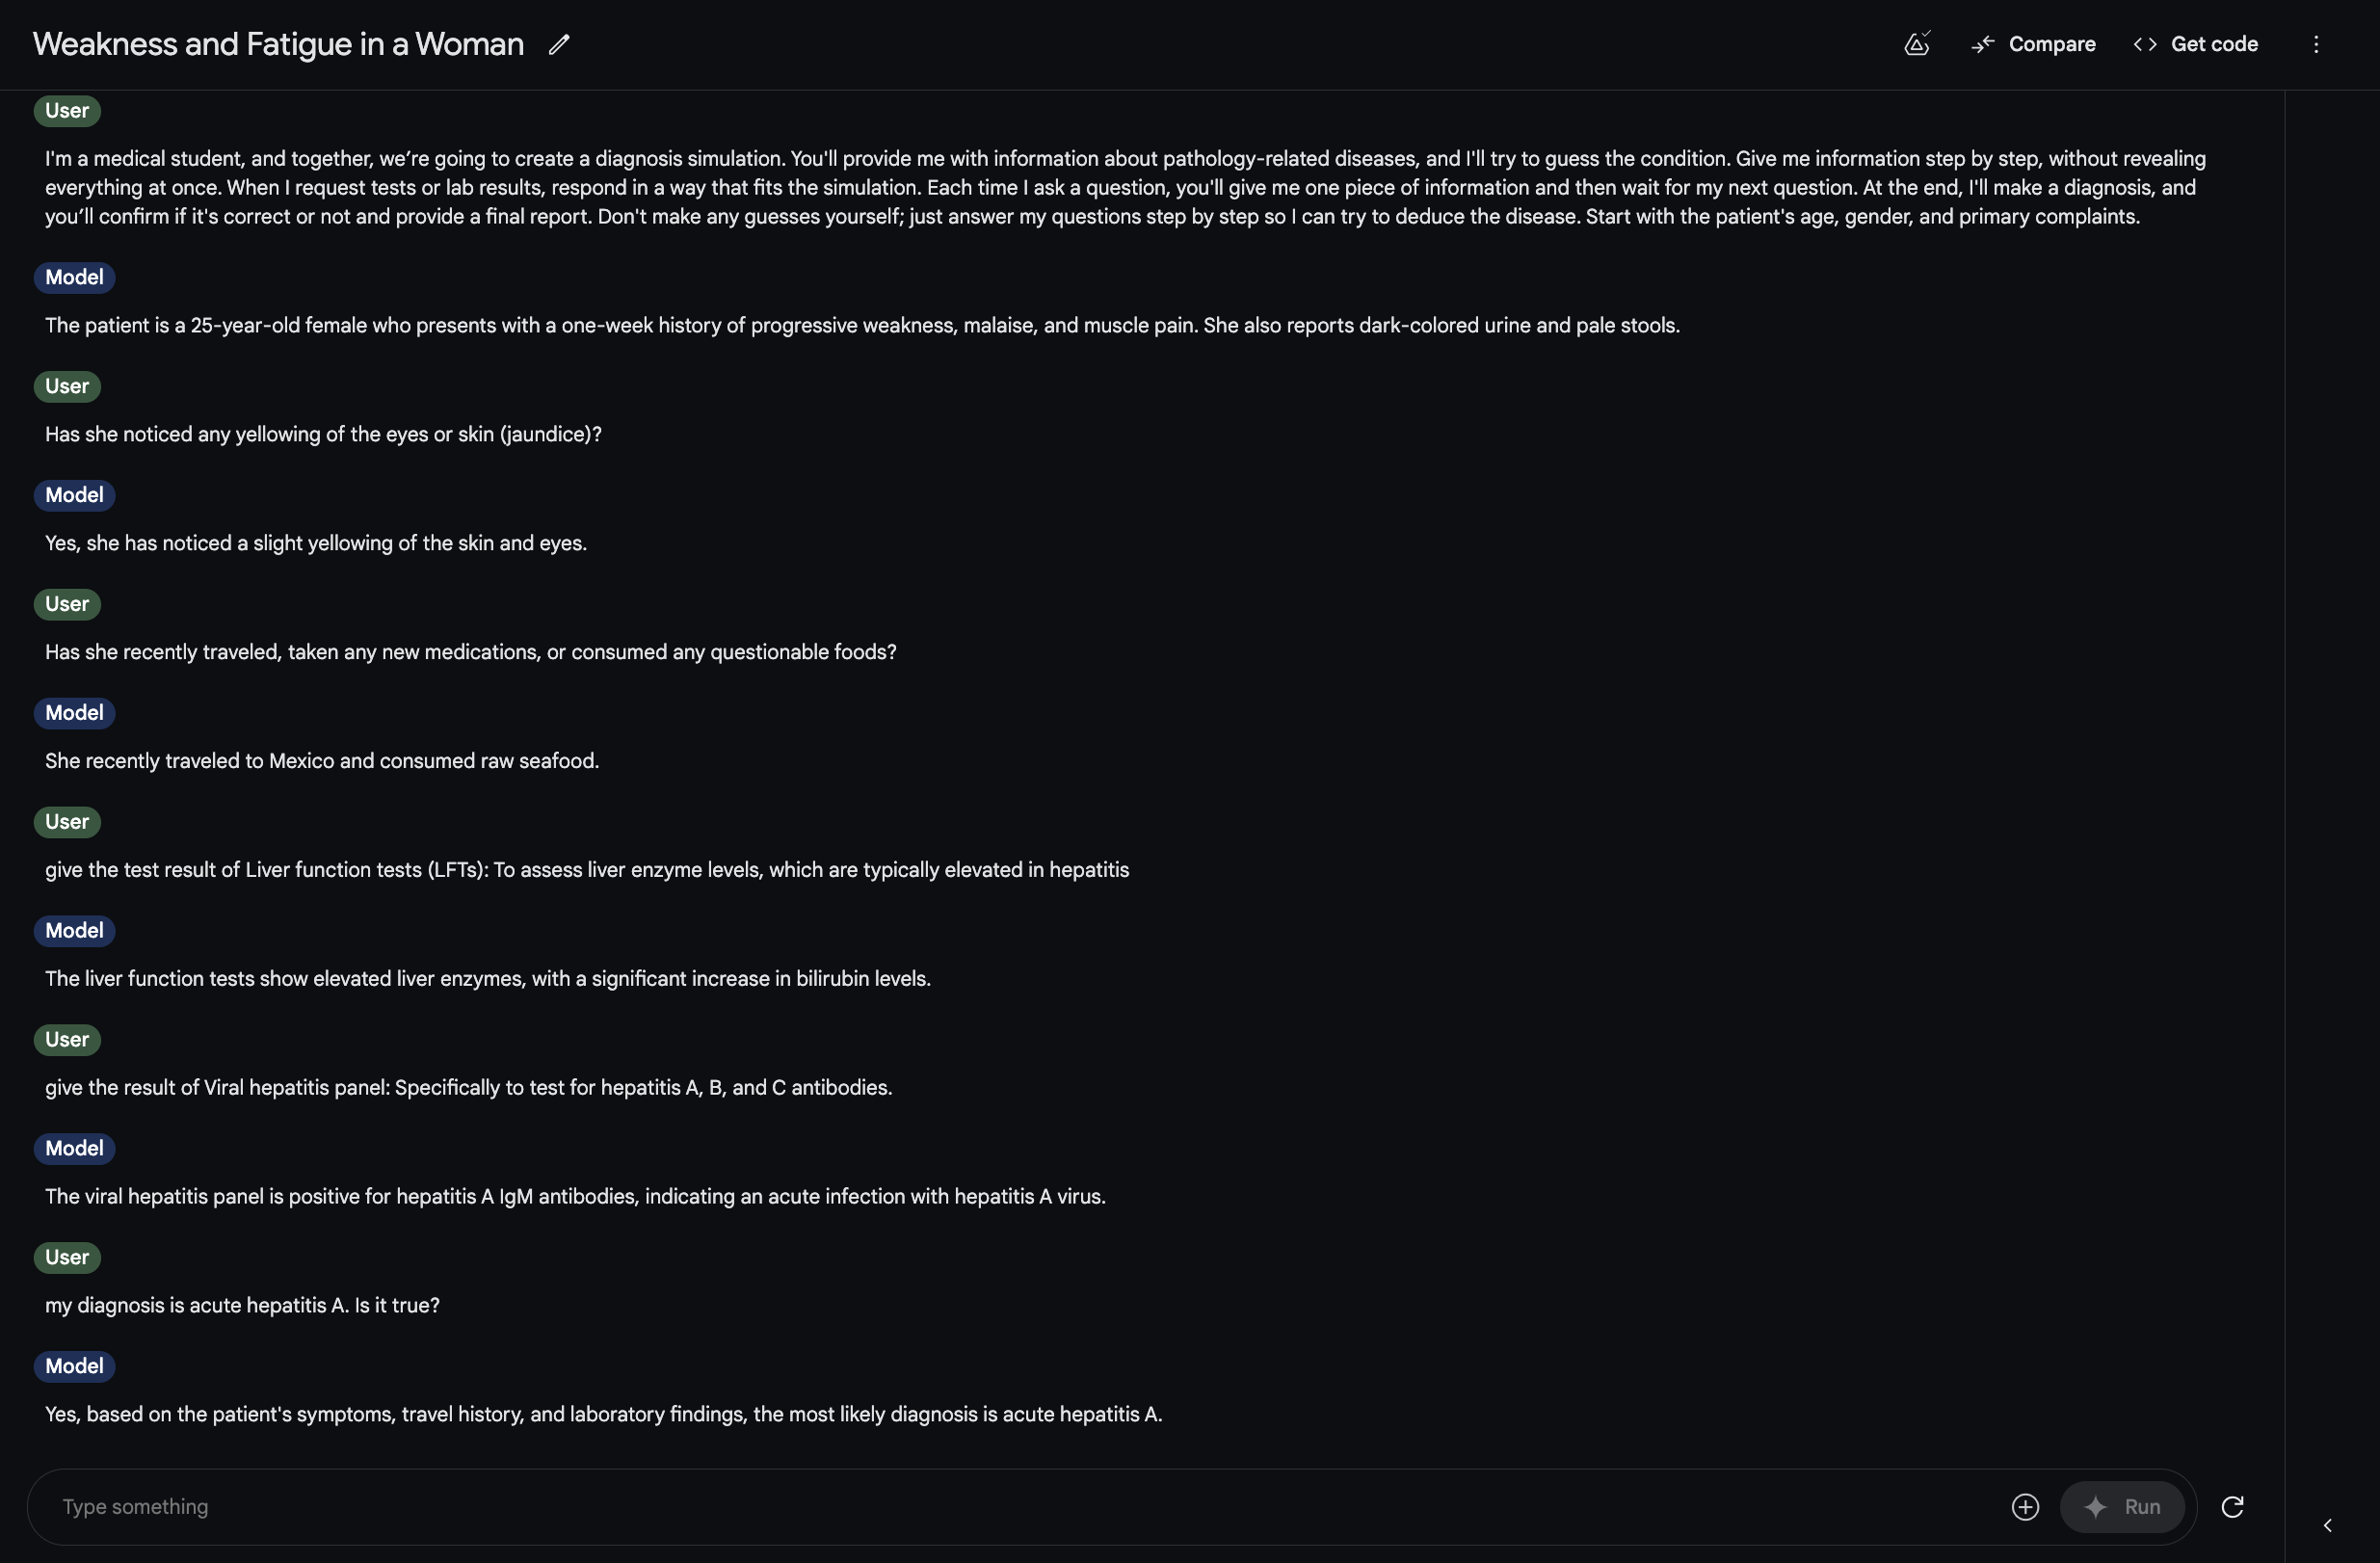 Weakness and Fatigue in a Woman
Compare
Get code
User
I'm a medical student, and together, we’re going to create a diagnosis simulation. You'll provide me with information about pathology-related diseases, and I'll try to guess the condition. Give me information step by step, without revealing
everything at once. When I request tests or lab results, respond in a way that fits the simulation. Each time I ask a question, you'll give me one piece of information and then wait for my next question. At the end, I'll make a diagnosis, and
you’ll confirm if it's correct or not and provide a final report. Don't make any guesses yourself; just answer my questions step by step so I can try to deduce the disease. Start with the patient's age, gender, and primary complaints.
Model
The patient is a 25-year-old female who presents with a one-week history of progressive weakness, malaise, and muscle pain. She also reports dark-colored urine and pale stools.
User
Has she noticed any yellowing of the eyes or skin (jaundice)?
Model
Yes, she has noticed a slight yellowing of the skin and eyes.
User
Has she recently traveled, taken any new medications, or consumed any questionable foods?
Model
She recently traveled to Mexico and consumed raw seafood.
User
give the test result of Liver function tests (LFTs): To assess liver enzyme levels, which are typically elevated in hepatitis
Model
The liver function tests show elevated liver enzymes, with a significant increase in bilirubin levels.
User
give the result of Viral hepatitis panel: Specifically to test for hepatitis A, B, and C antibodies.
Model
The viral hepatitis panel is positive for hepatitis A IgM antibodies, indicating an acute infection with hepatitis A virus.
User
my diagnosis is acute hepatitis A. Is it true?
Model
Yes, based on the patient's symptoms, travel history, and laboratory findings, the most likely diagnosis is acute hepatitis A.
Type something
Run